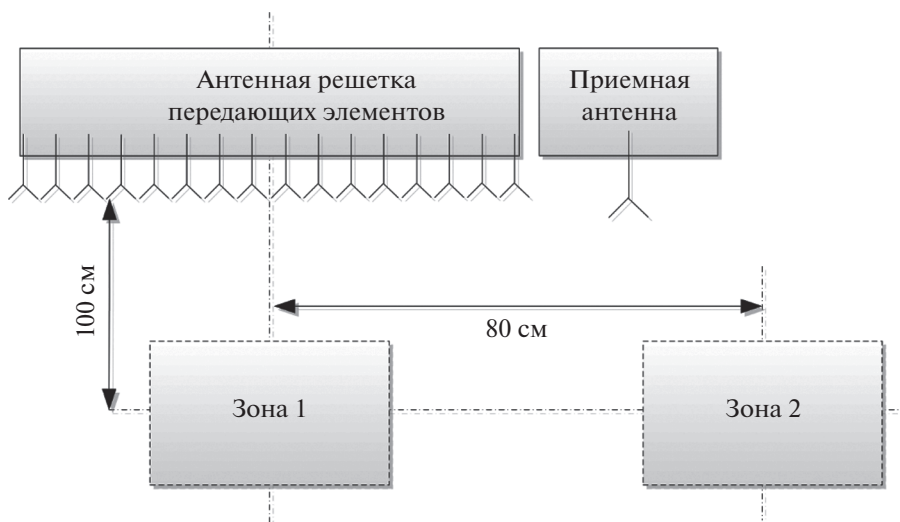 Антенная решетка
передающих элементов
Приемная
антенна
100 см
80 см
Зона 1
Зона 2